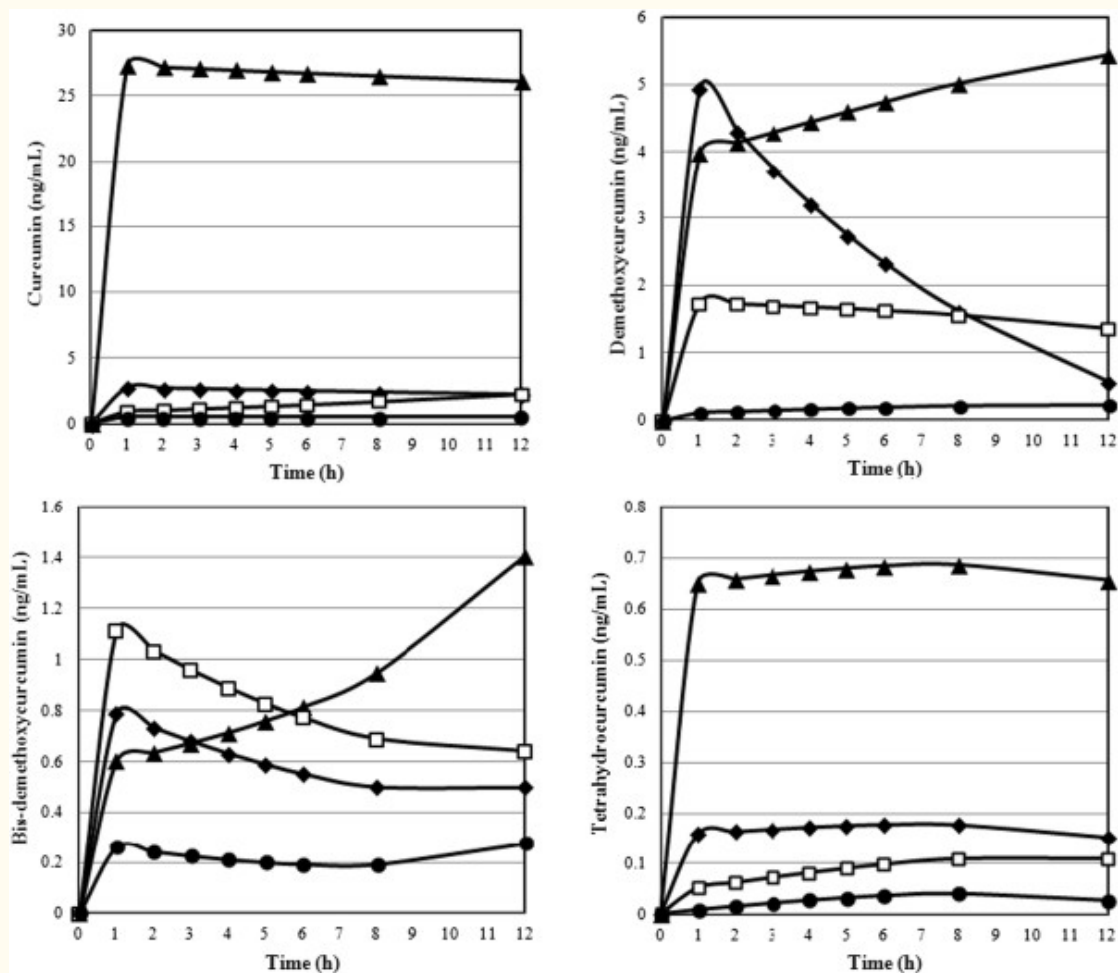 30
25
20
15
10
5
0
0 1 2 3 4 5 6 7 8 9 10 11 12
Time (h)
Curcumin (ng/mL)
6
5
4
3
2
1
0
0 1 2 3 4 5 6 7 8 9 10 11 12
Time (h)
Demethoxycurcumin (ng/mL)
1.6
1.4
1.2
1
0.8
0.6
0.4
0.2
0
0 1 2 3 4 5 6 7 8 9 10 11 12
Time (h)
Bis-demethoxycurcumin (ng/mL)
0.8
0.7
0.6
0.5
0.4
0.3
0.2
0.1
0
0 1 2 3 4 5 6 7 8 9 10 11 12
Time (h)
Tetrahydrocurcumin (ng/mL)